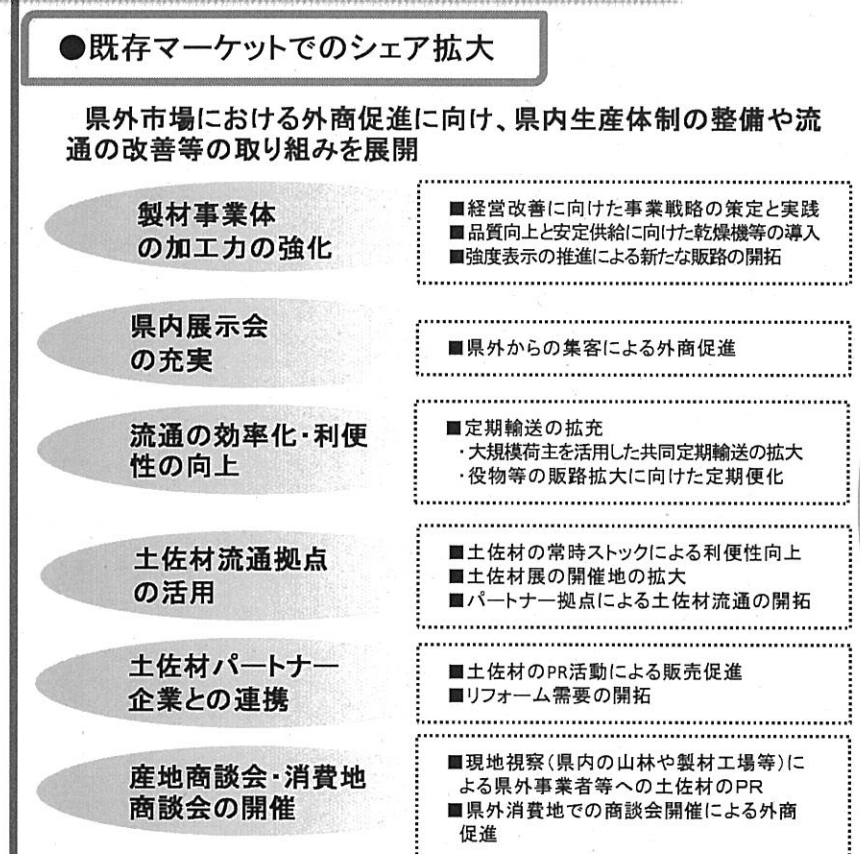 ●既存マーケットでのシェア拡大
県外市場における外商促進に向け、県内生産体制の整備や流
通の改善等の取り組みを展開
製材事業体
の加工力の強化
■経営改善に向けた事業戦略の策定と実践
■品質向上と安定供給に向けた乾燥機等の導入
■強度表示の推進による新たな販路の開拓
県内展示会
の充実
■県外からの集客による外商促進
流通の効率化・利便
性の向上
■定期輸送の拡充
・大規模荷主を活用した共同定期輸送の拡大
・役物等の販路拡大に向けた定期便化
土佐材流通拠点
の活用
■土佐材の常時ストックによる利便性向上
■土佐材展の開催地の拡大
■パートナー拠点による土佐材流通の開拓
土佐材パートナー
企業との連携
■土佐材のPR活動による販売促進
■リフォーム需要の開拓
産地商談会・消費地
商談会の開催
■現地視察(県内の山林や製材工場等)に
よる県外事業者等への土佐材のPR
■県外消費地での商談会開催による外商
促進